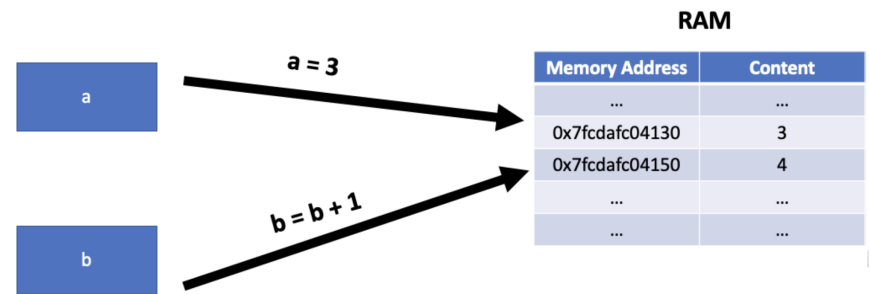 RAM
a = 3
Memory Address Content
a
... ...
0x7fcdafc04130 3
0x7fcdafc04150 4
b = b + 1
... ...
... ...
b